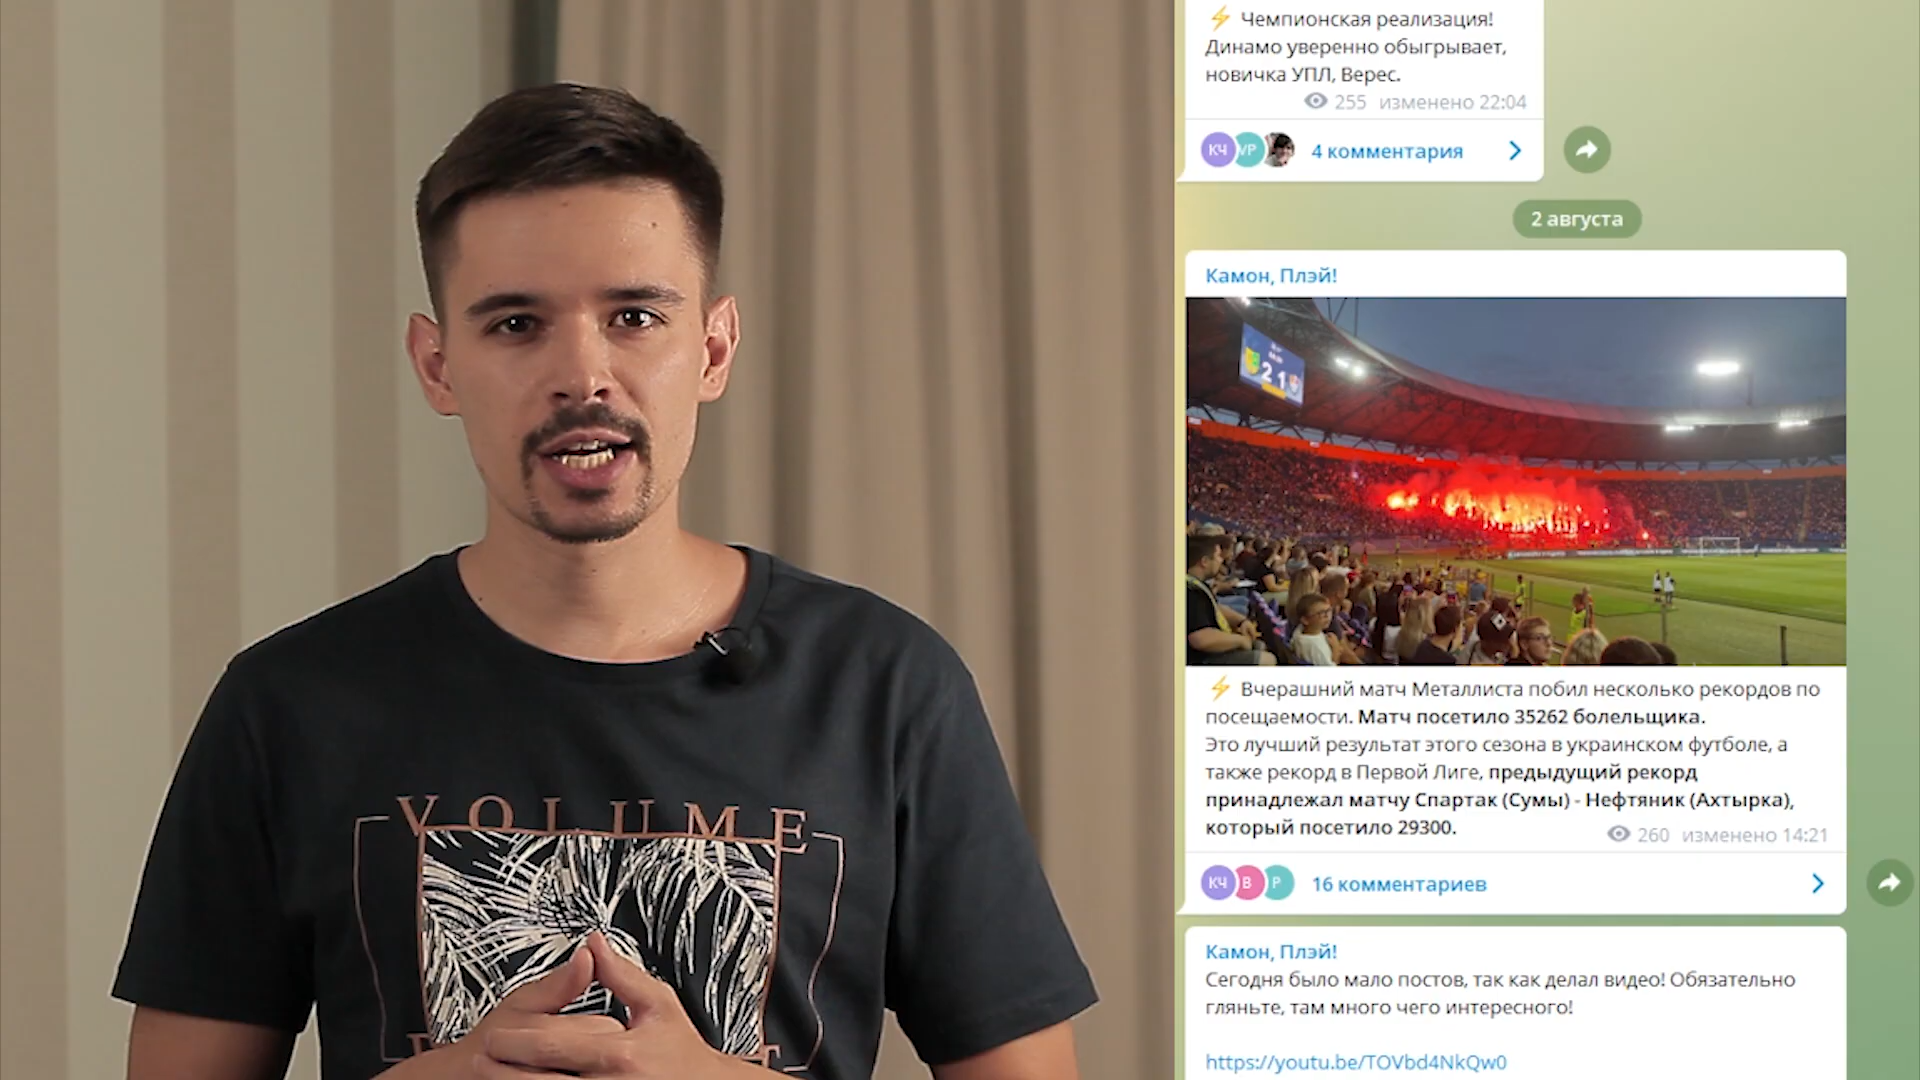 ⚡ Чемпионская реализация!
Динамо уверенно обыгрывает,
новичка УПЛ, Верес.
255 изменено 22:04
КЧ VP 4 комментария
2 августа
Камон, Плэй!
2 1
⚡ Вчерашний матч Металлиста побил несколько рекордов по
посещаемости. Матч посетило 35262 болельщика.
Это лучший результат этого сезона в украинском футболе, а
также рекорд в Первой Лиге, предыдущий рекорд
принадлежал матчу Спартак (Сумы) - Нефтяник (Ахтырка),
который посетило 29300.
260 изменено 14:21
КЧ В Р 16 комментариев
Камон, Плэй!
Сегодня было мало постов, так как делал видео! Обязательно
гляньте, там много чего интересного!
https://youtu.be/TOVbd4NkQw0
VOLUME